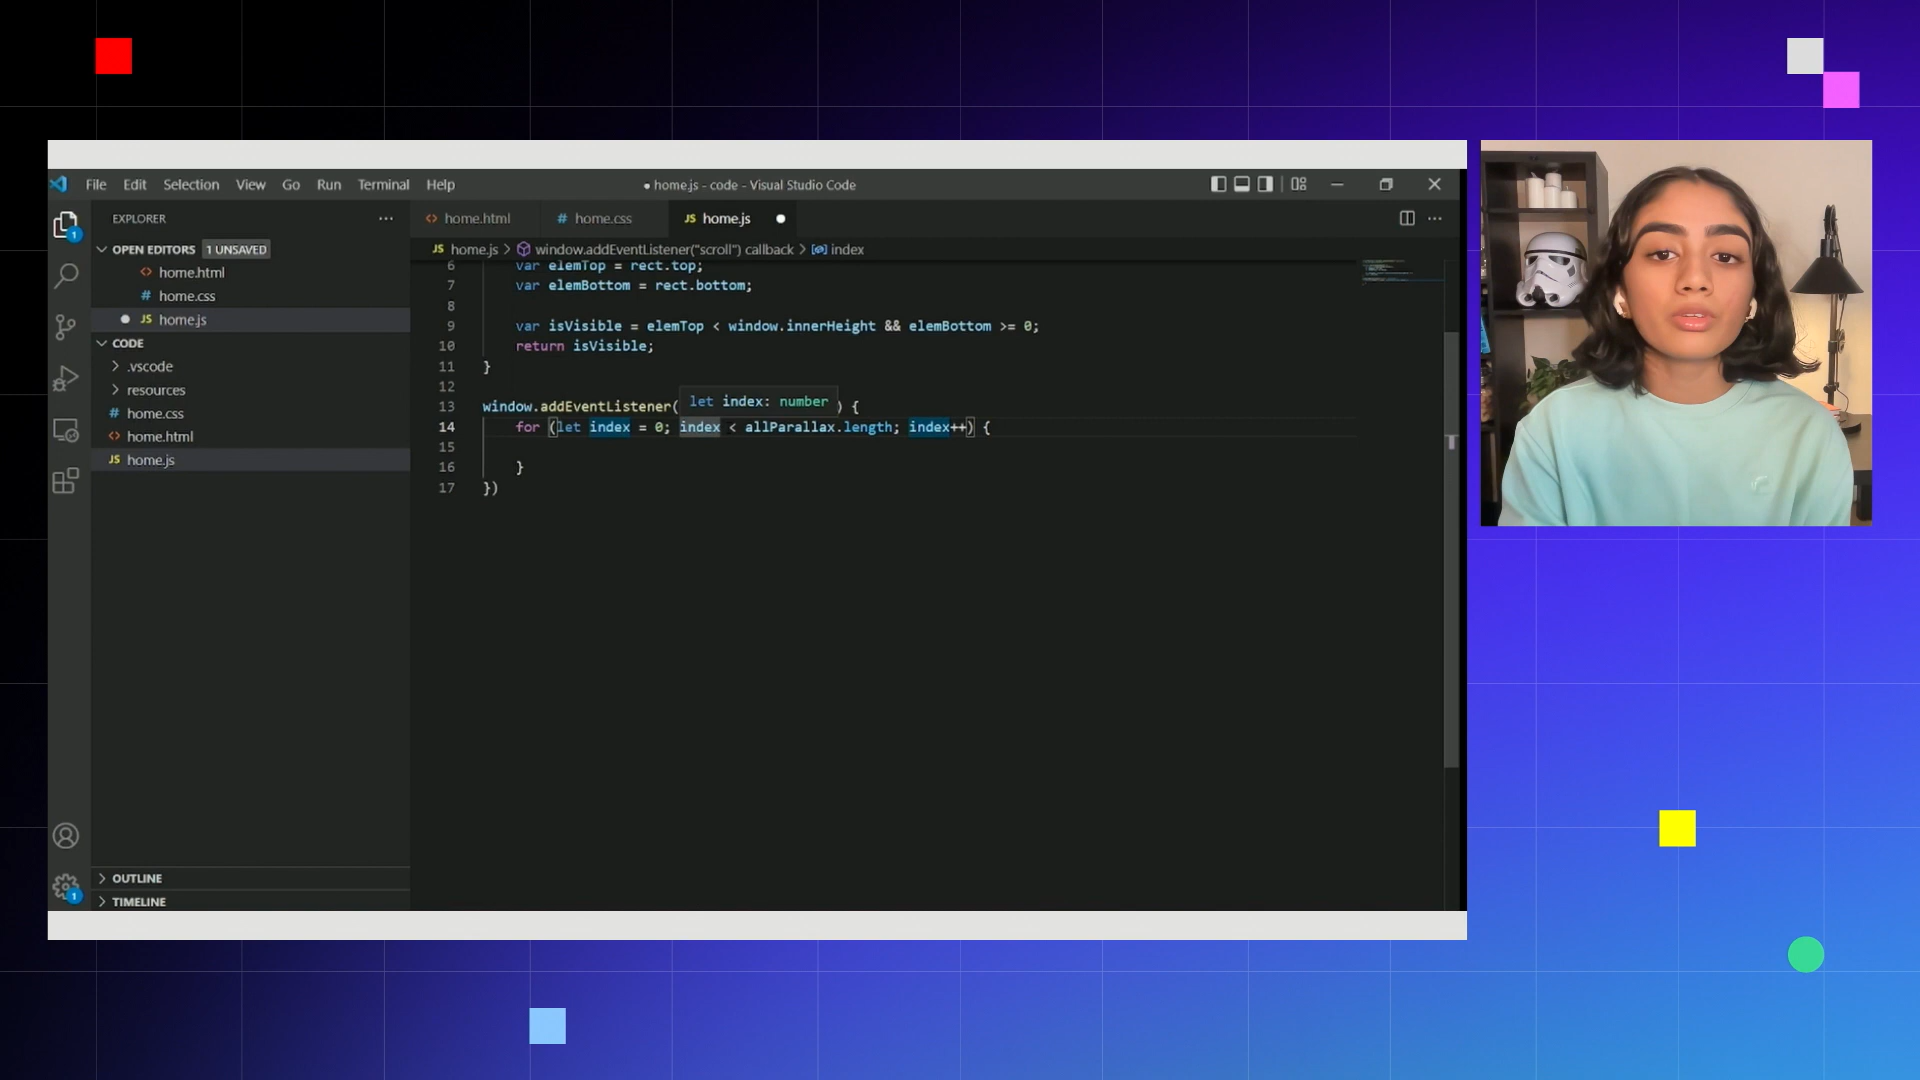 File Edit Selection View Go Run Terminal Help
● home.js - code - Visual Studio Code
EXPLORER
home.html
home.css
home.js
OPEN EDITORS 1 UNSAVED
home.js > window.addEventListener("scroll") callback > index
home.html
home.css
home.js
CODE
.vscode
resources
home.css
home.html
home.js
OUTLINE
TIMELINE
6 var elemTop = rect.top;
7 var elemBottom = rect.bottom;
8
9 var isVisible = elemTop < window.innerHeight && elemBottom >= 0;
10 return isVisible;
11 }
12
let index: number
13 window.addEventListener( ) {
14 for (let index = 0; index < allParallax.length; index++) {
15
16 }
17 })
1
1